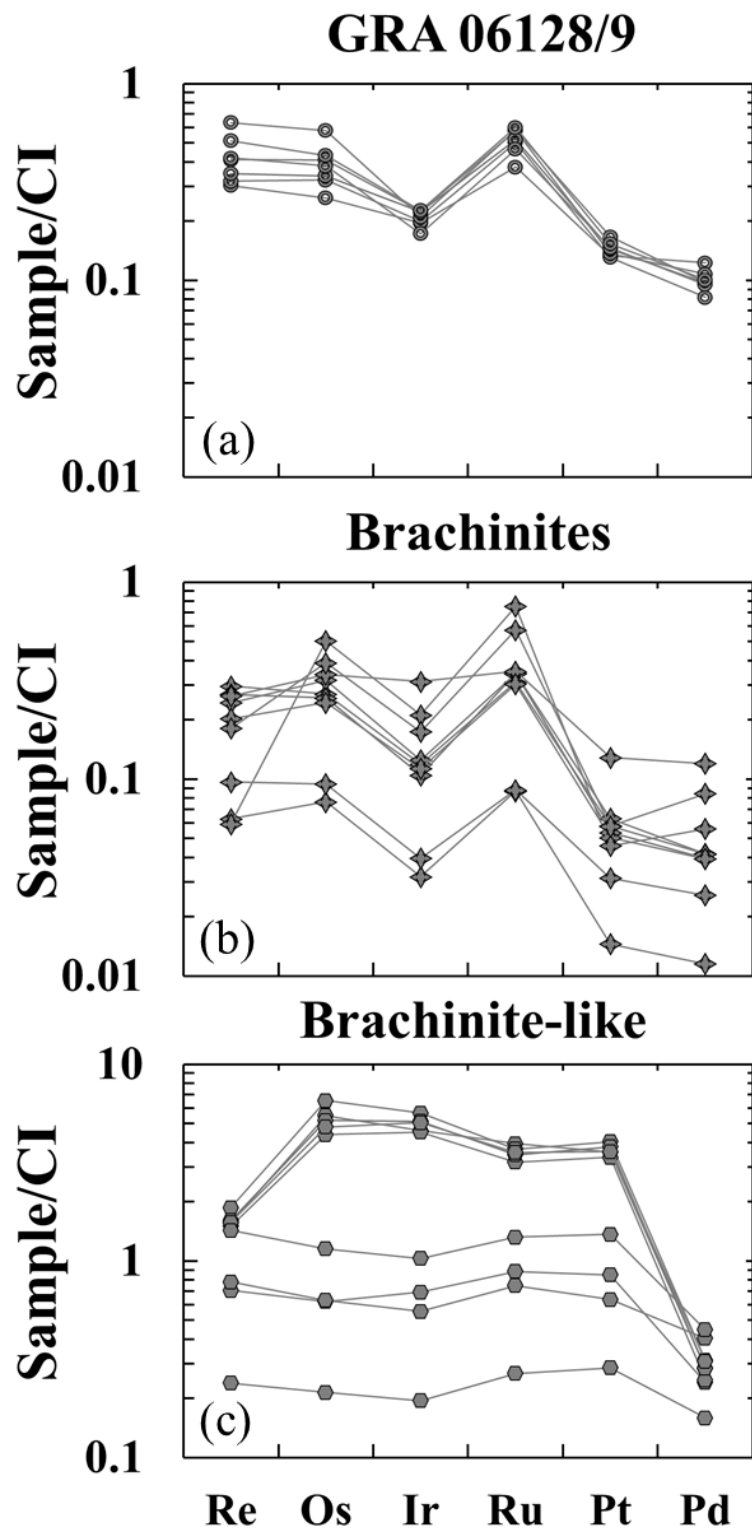 GRA 06128/9
1
Sample/CI
0.1
(a)
0.01
Brachinites
1
Sample/CI
0.1
(b)
0.01
Brachinite-like
10
Sample/CI
1
(c)
0.1
Re Os Ir Ru Pt Pd